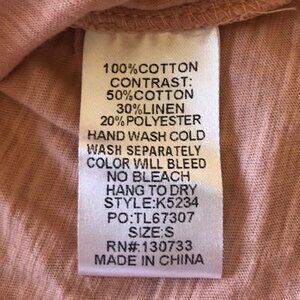 100%COTTON
CONTRAST:
50%COTTON
30%LINEN
20%POLYESTER
HAND WASH COLD
WASH SEPARATELY
COLOR WILL BLEED
NO BLEACH
HANG TO DRY
STYLE:K5234
PO:TL67307
SIZE:S
RN#:130733
MADE IN CHINA